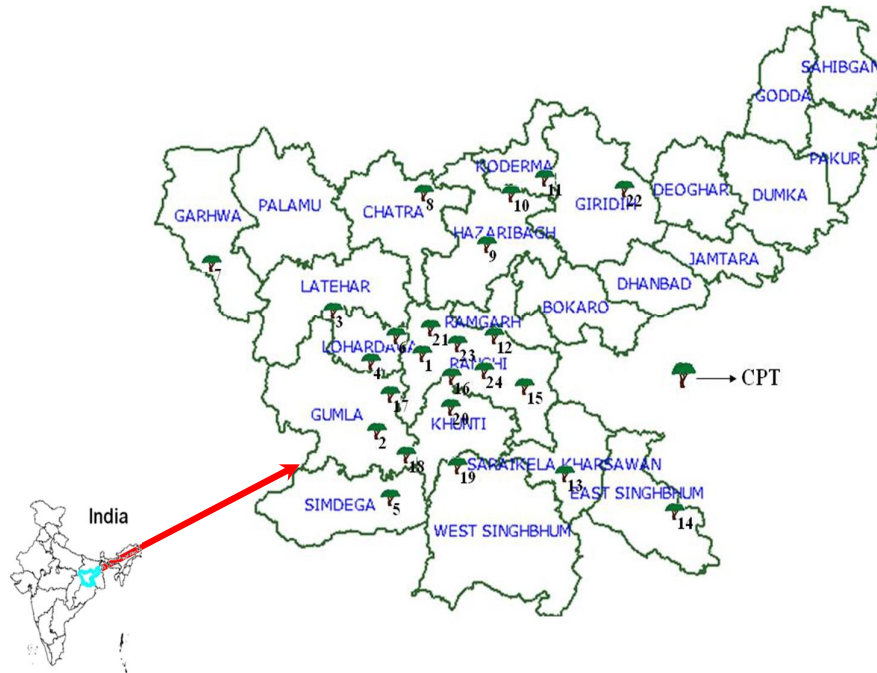 SAHIBGAN
GODDA
PAKUR
KODERMA
11
DEOGHAR
DUMKA
PALAMU
CHATRA
8
10
GIRIDIH
22
GARHWA
HAZARIBAGH
9
JAMTARA
7
DHANBAD
LATEHAR
BOKARO
3
RAMGARH
21
12
LOHARDAGA
6
23
1
RANCHI
4
24
CPT
16
15
17
GUMLA
20
KHUNTI
2
18
SARAIKELA KHARSAWAN
19
13
EAST SINGHBHUM
SIMDEGA
5
14
India
WEST SINGHBHUM